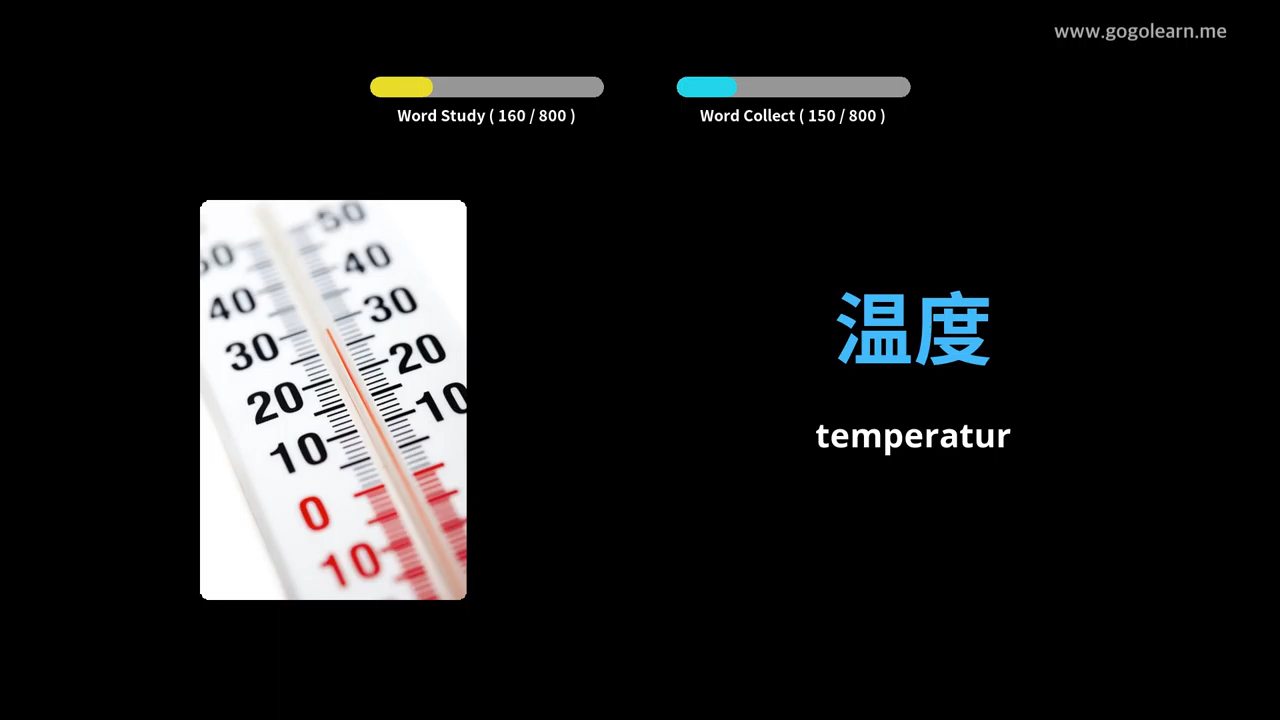 www.gogolearn.me
Word Study ( 160 / 800 )
Word Collect ( 150 / 800 )
50
50
40
40
30
30
20
20
10
10
0
10
温度
temperatur